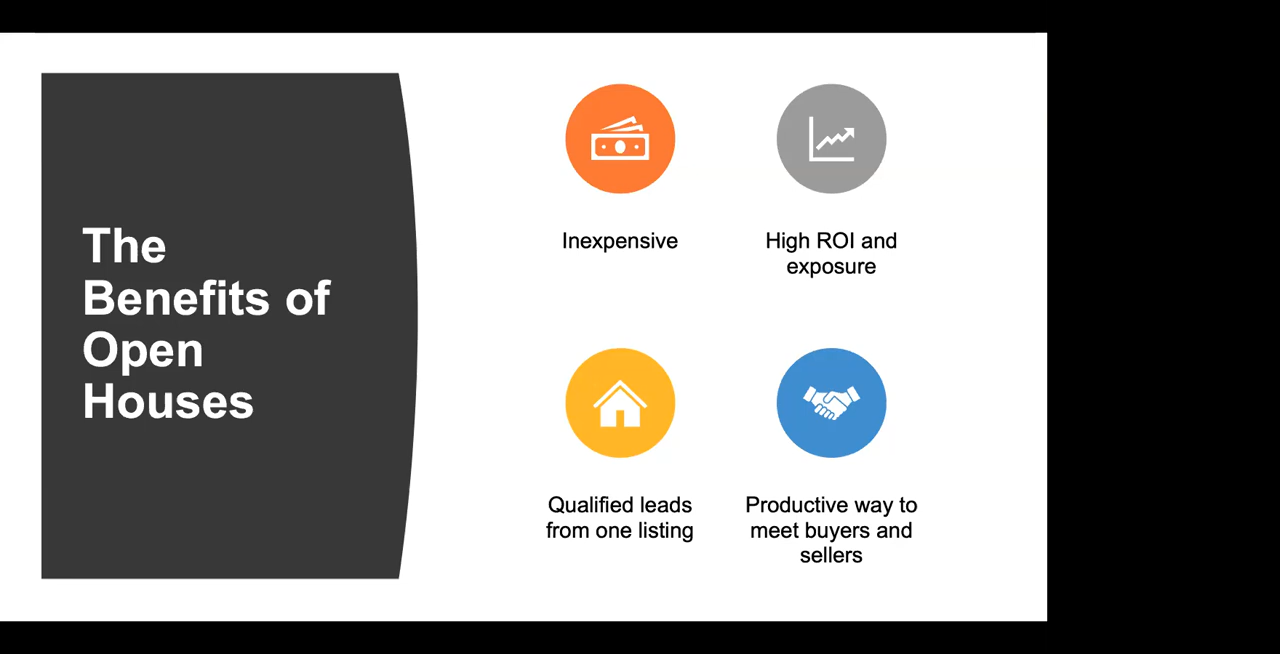 The
Benefits of
Open
Houses
Inexpensive
High ROI and
exposure
Qualified leads
from one listing
Productive way to
meet buyers and
sellers